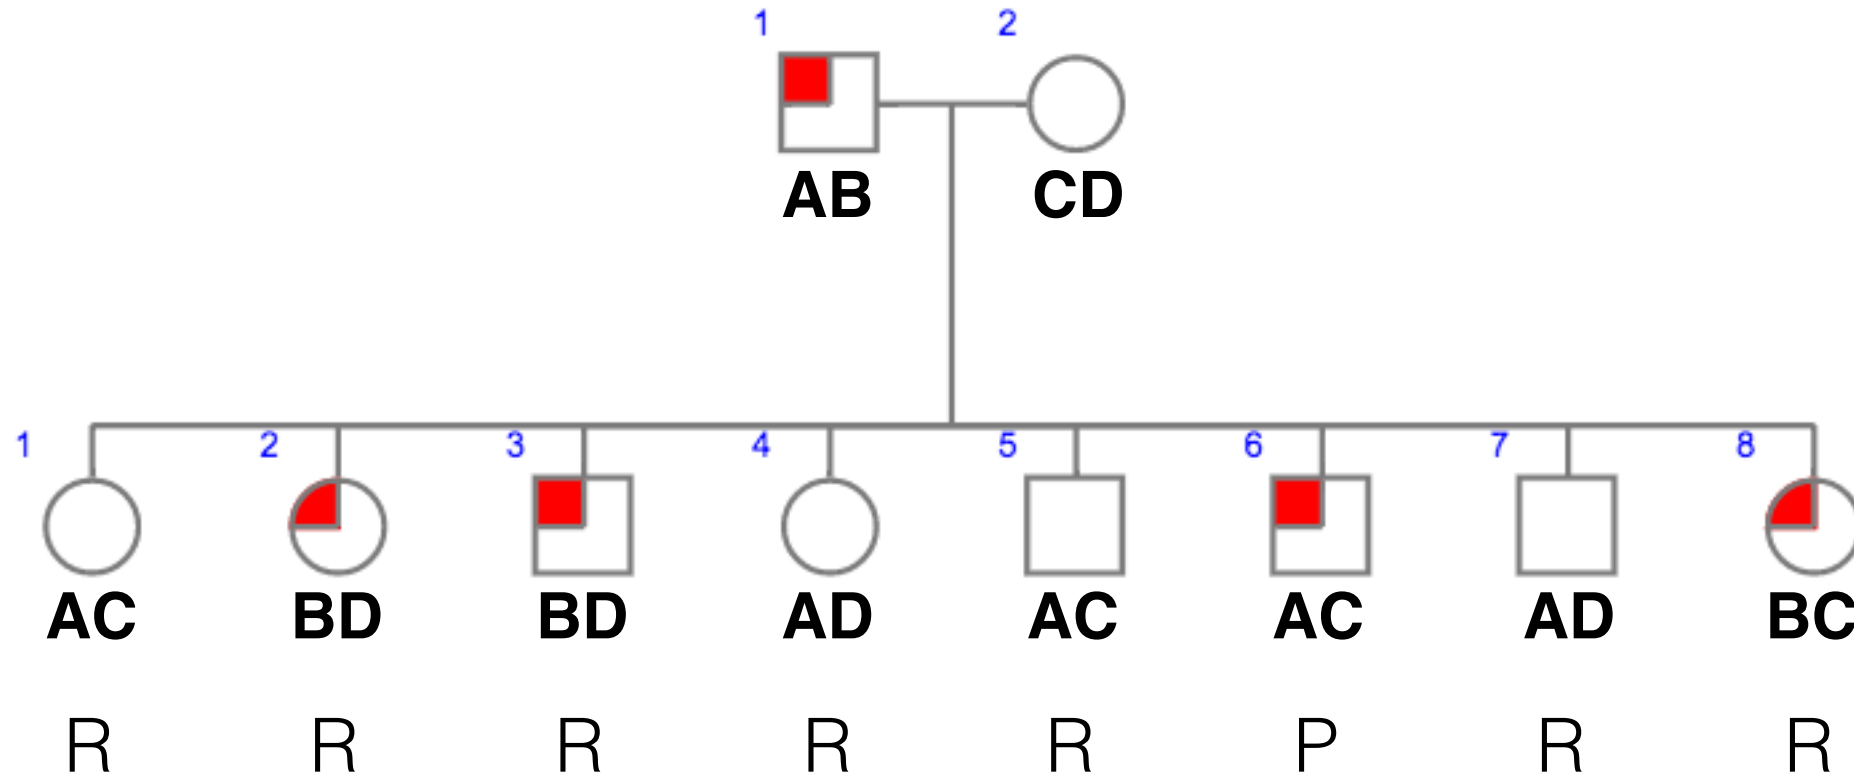 1 2
AB CD
1 2 3 4 5 6 7 8
AC BD BD AD AC AC AD BC
R R R R R P R R